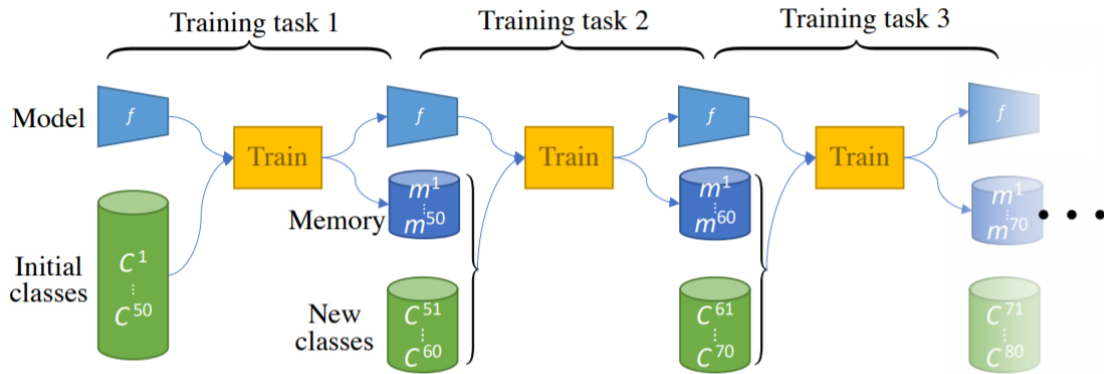 Training task 1
Training task 2
Training task 3
Model
f
Train
f
Train
f
Train
f
Memory
m¹
⋮
m⁵⁰
m¹
⋮
m⁶⁰
m¹
⋮
m⁷⁰
• • •
Initial
classes
C¹
⋮
C⁵⁰
New
classes
C⁵¹
⋮
C⁶⁰
C⁶¹
⋮
C⁷⁰
C⁷¹
⋮
C⁸⁰